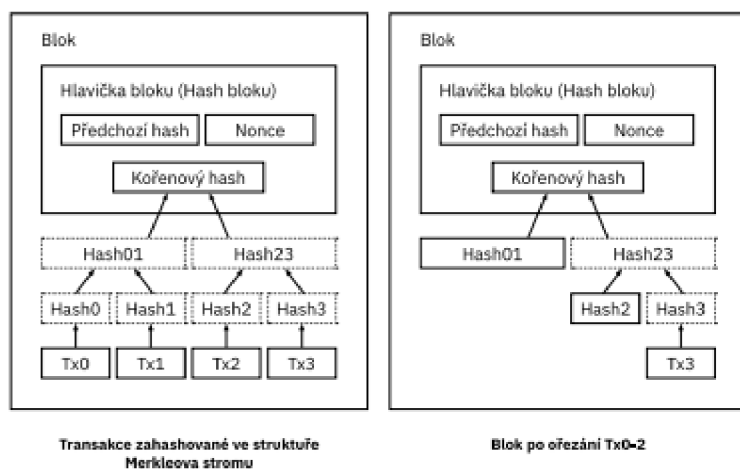 Blok
Hlavička bloku (Hash bloku)
Předchozí hash Nonce
Kořenový hash
Hash01 Hash23
Hash0 Hash1 Hash2 Hash3
Tx0 Tx1 Tx2 Tx3
Transakce zahashované ve struktuře
Merkleova stromu
Blok
Hlavička bloku (Hash bloku)
Předchozí hash Nonce
Kořenový hash
Hash01 Hash23
Hash2 Hash3
Tx3
Blok po ořezání Tx0-2